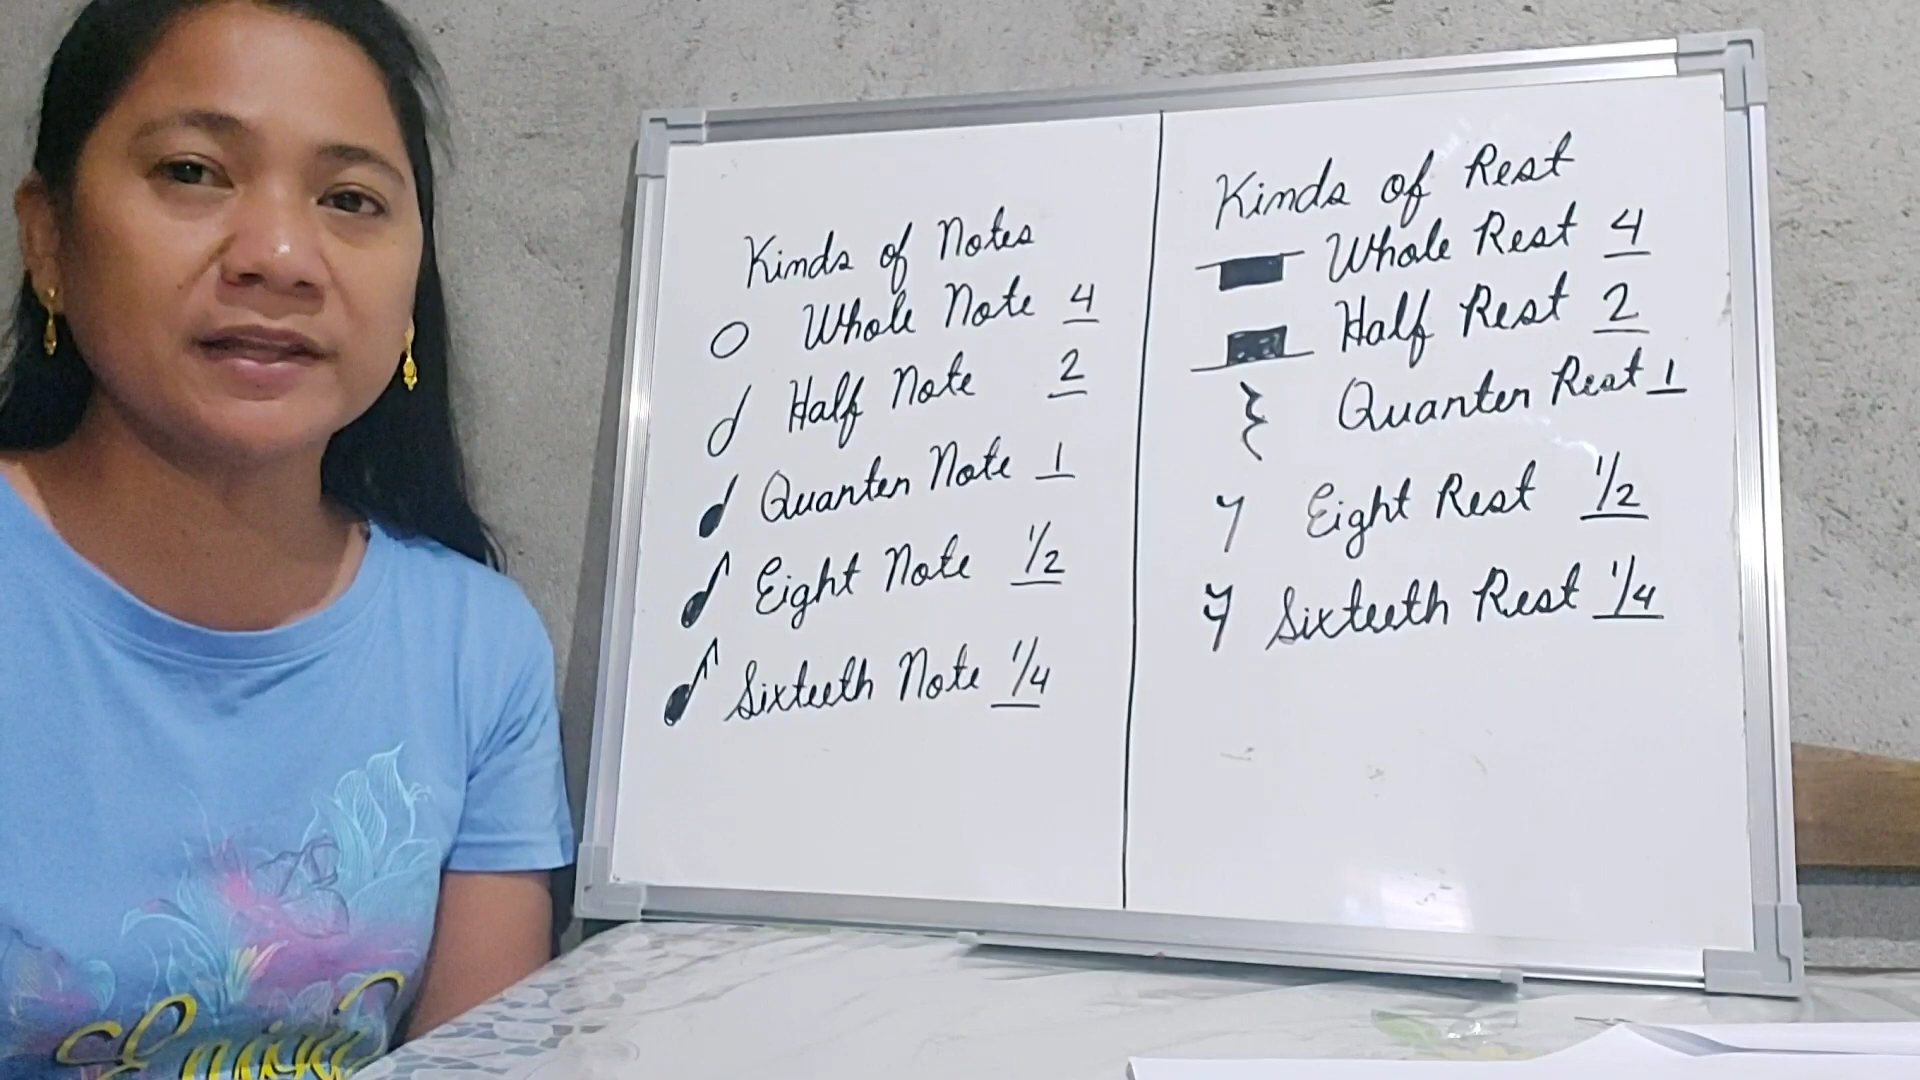 Kinds of Notes
Whole Note 4
Half Note 2
Quarter Note 1
Eight Note 1/2
Sixteeth Note 1/4
Kinds of Rest
Whole Rest 4
Half Rest 2
Quarter Rest 1
Eight Rest 1/2
Sixteeth Rest 1/4